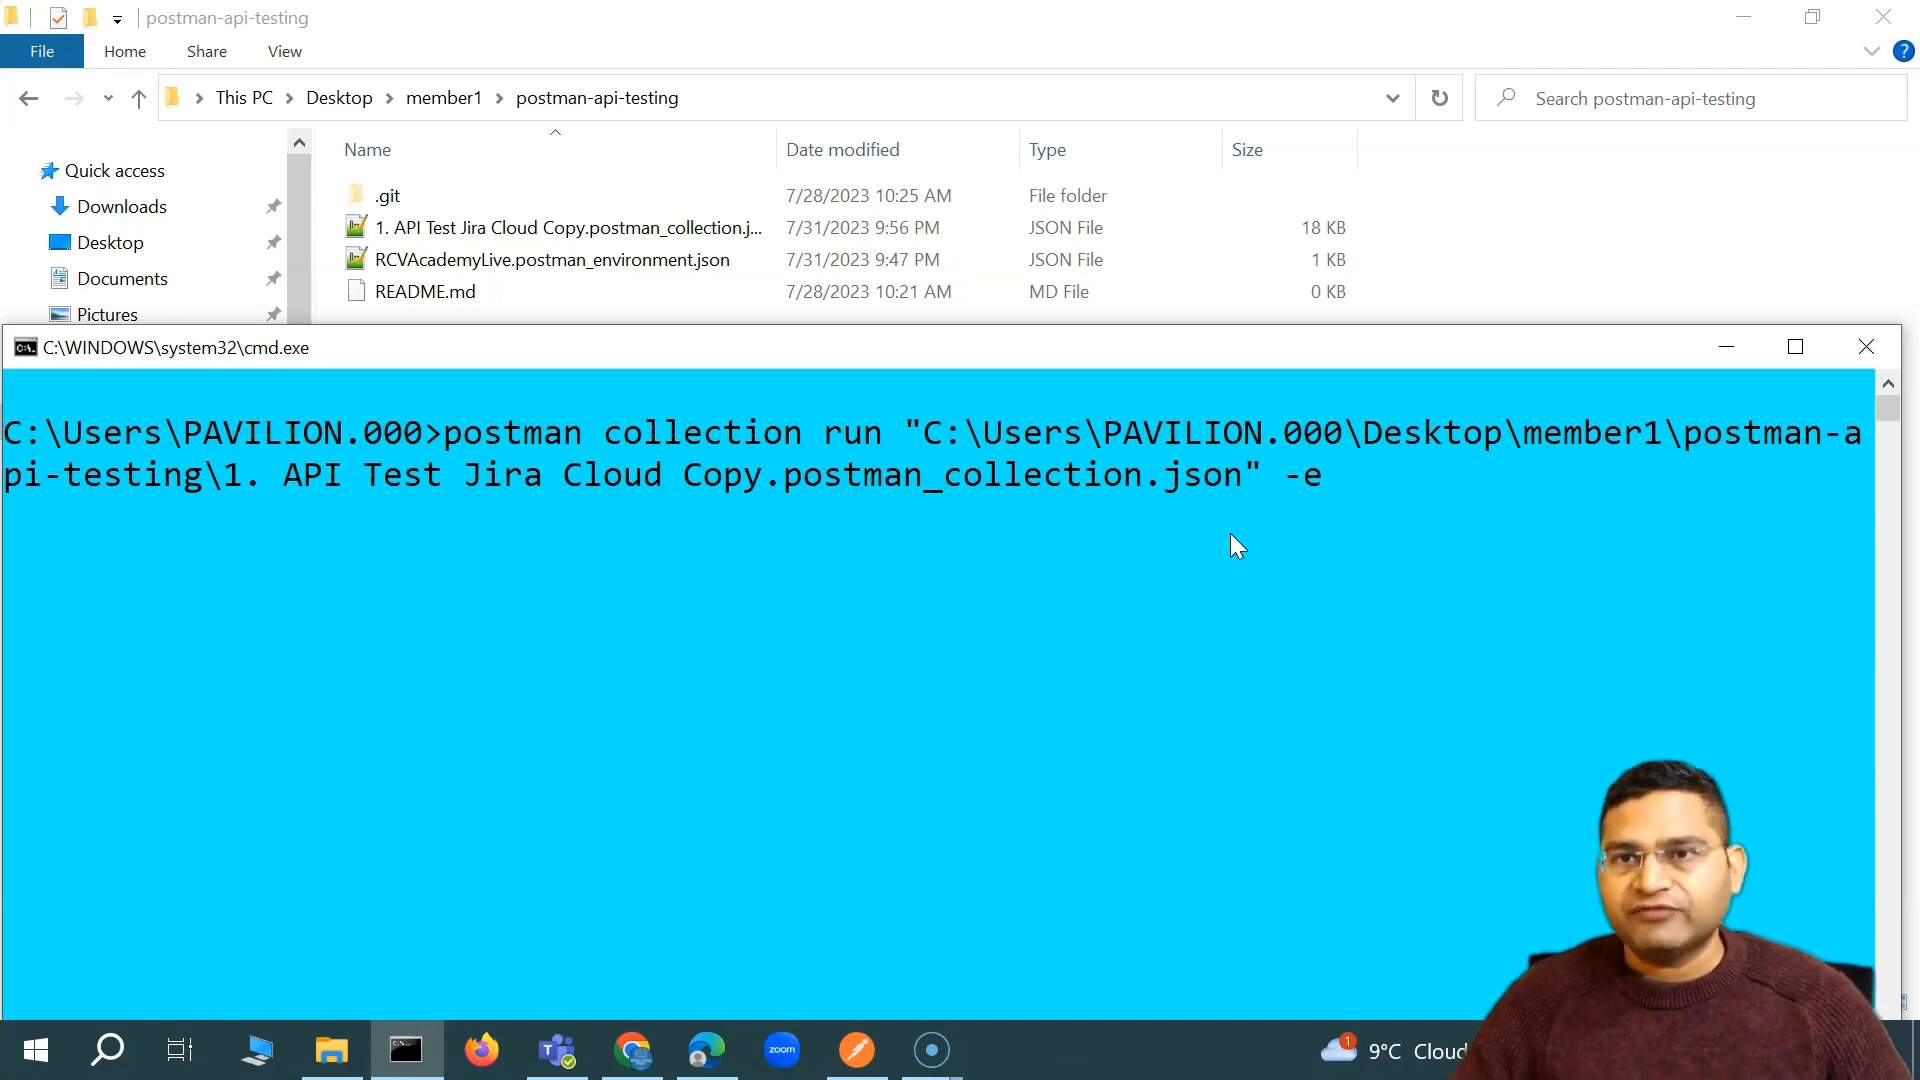 postman-api-testing
File Home Share View
This PC Desktop member1 postman-api-testing
Search postman-api-testing
Name Date modified Type Size
Quick access
Downloads
Desktop
Documents
Pictures
.git 7/28/2023 10:25 AM File folder
1. API Test Jira Cloud Copy.postman_collection.j... 7/31/2023 9:56 PM JSON File 18 KB
RCVAcademyLive.postman_environment.json 7/31/2023 9:47 PM JSON File 1 KB
README.md 7/28/2023 10:21 AM MD File 0 KB
C:\WINDOWS\system32\cmd.exe
C:\Users\PAVILION.000>postman collection run "C:\Users\PAVILION.000\Desktop\member1\postman-a
pi-testing\1. API Test Jira Cloud Copy.postman_collection.json" -e
zoom
1
9°C Cloud